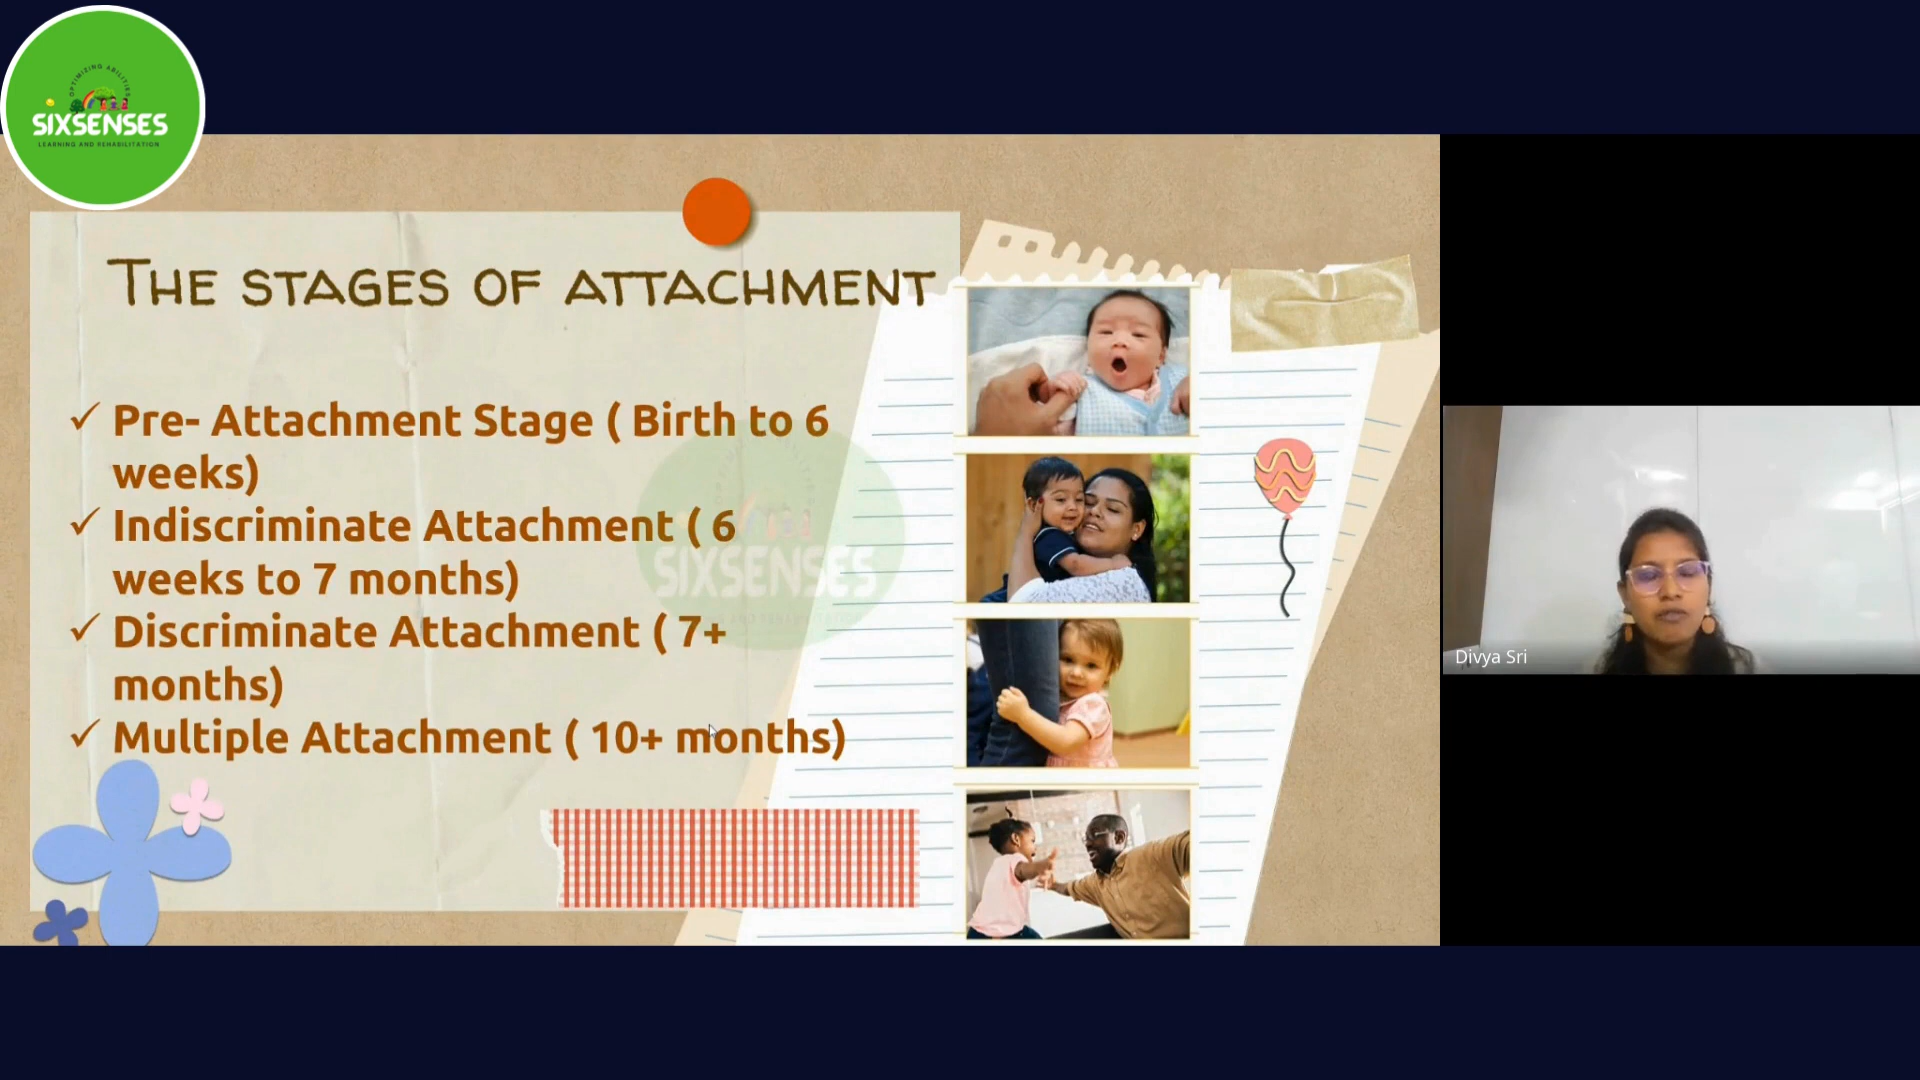 OPTIMIZING ABILITIES
SIXSENSES
LEARNING AND REHABILITATION
THE STAGES OF ATTACHMENT
✓ Pre- Attachment Stage ( Birth to 6
weeks)
✓ Indiscriminate Attachment ( 6
weeks to 7 months)
✓ Discriminate Attachment ( 7+
months)
✓ Multiple Attachment ( 10+ months)
SIXSENSES
Divya Sri